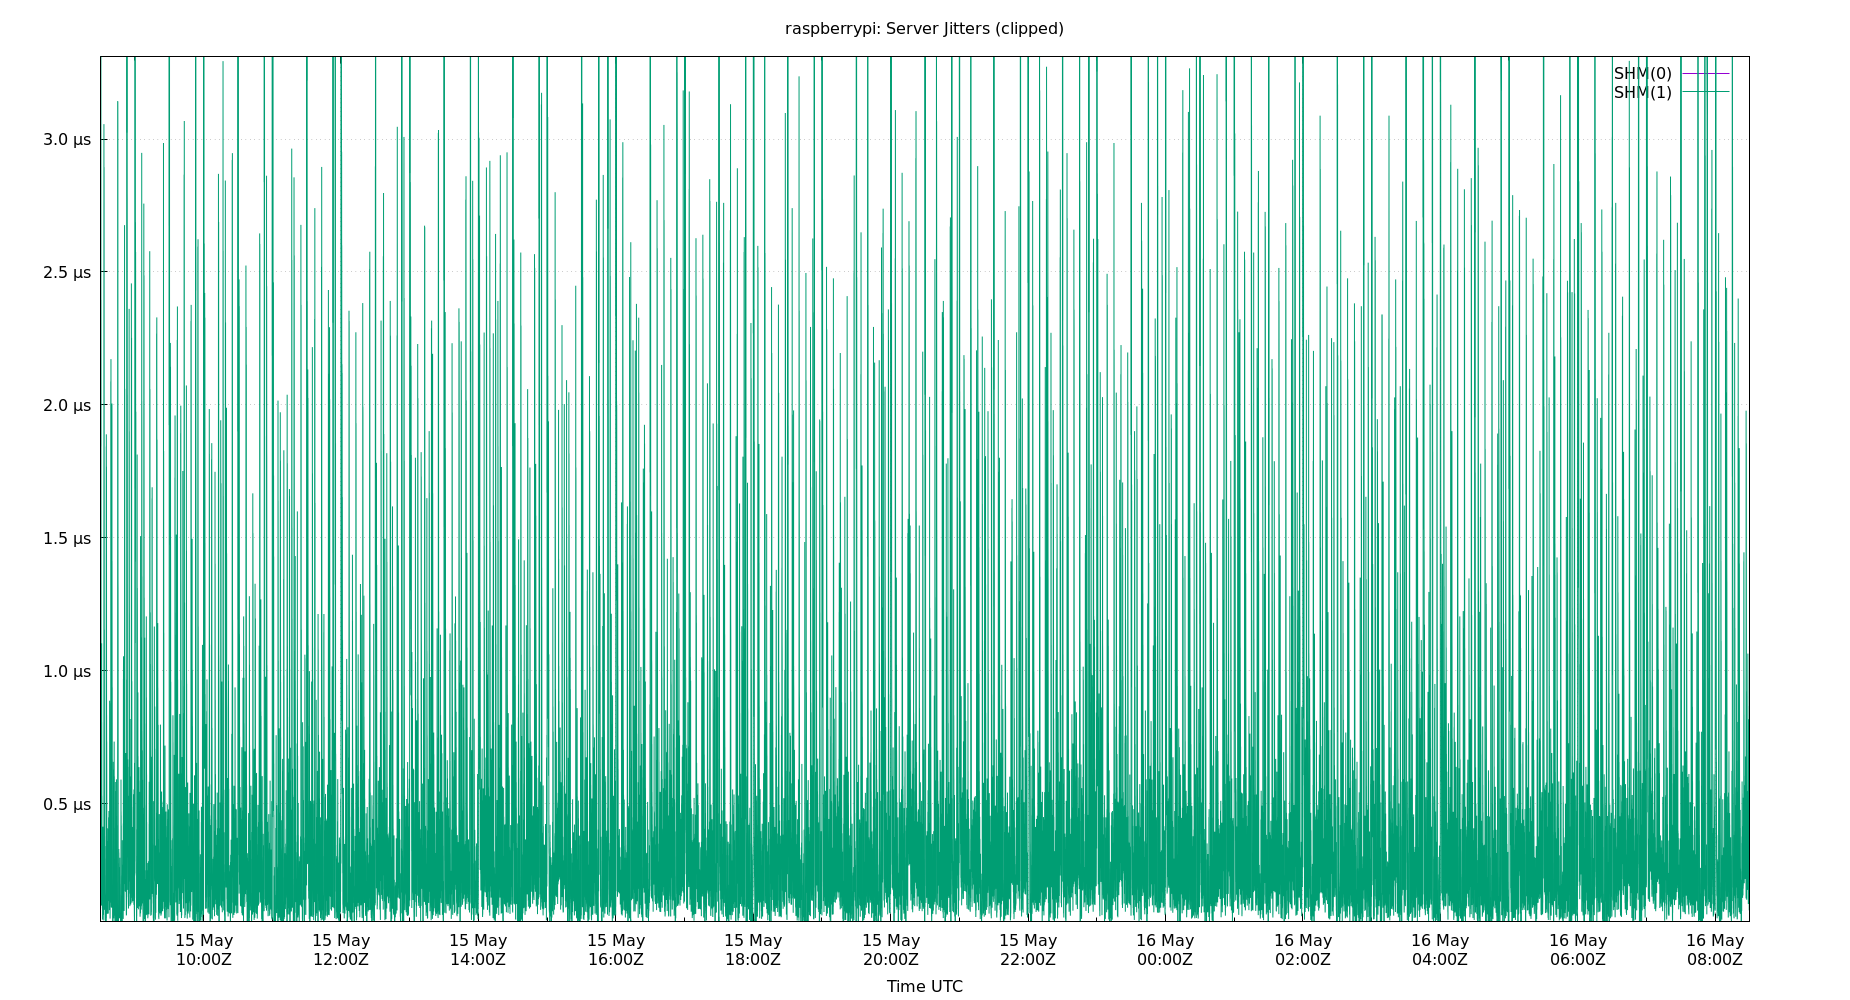 raspberrypi: Server Jitters (clipped)
SHM(0)
SHM(1)
3.0 µs
2.5 µs
2.0 µs
1.5 µs
1.0 µs
0.5 µs
15 May 15 May 15 May 15 May 15 May 15 May 15 May 16 May 16 May 16 May 16 May 16 May
10:00Z 12:00Z 14:00Z 16:00Z 18:00Z 20:00Z 22:00Z 00:00Z 02:00Z 04:00Z 06:00Z 08:00Z
Time UTC